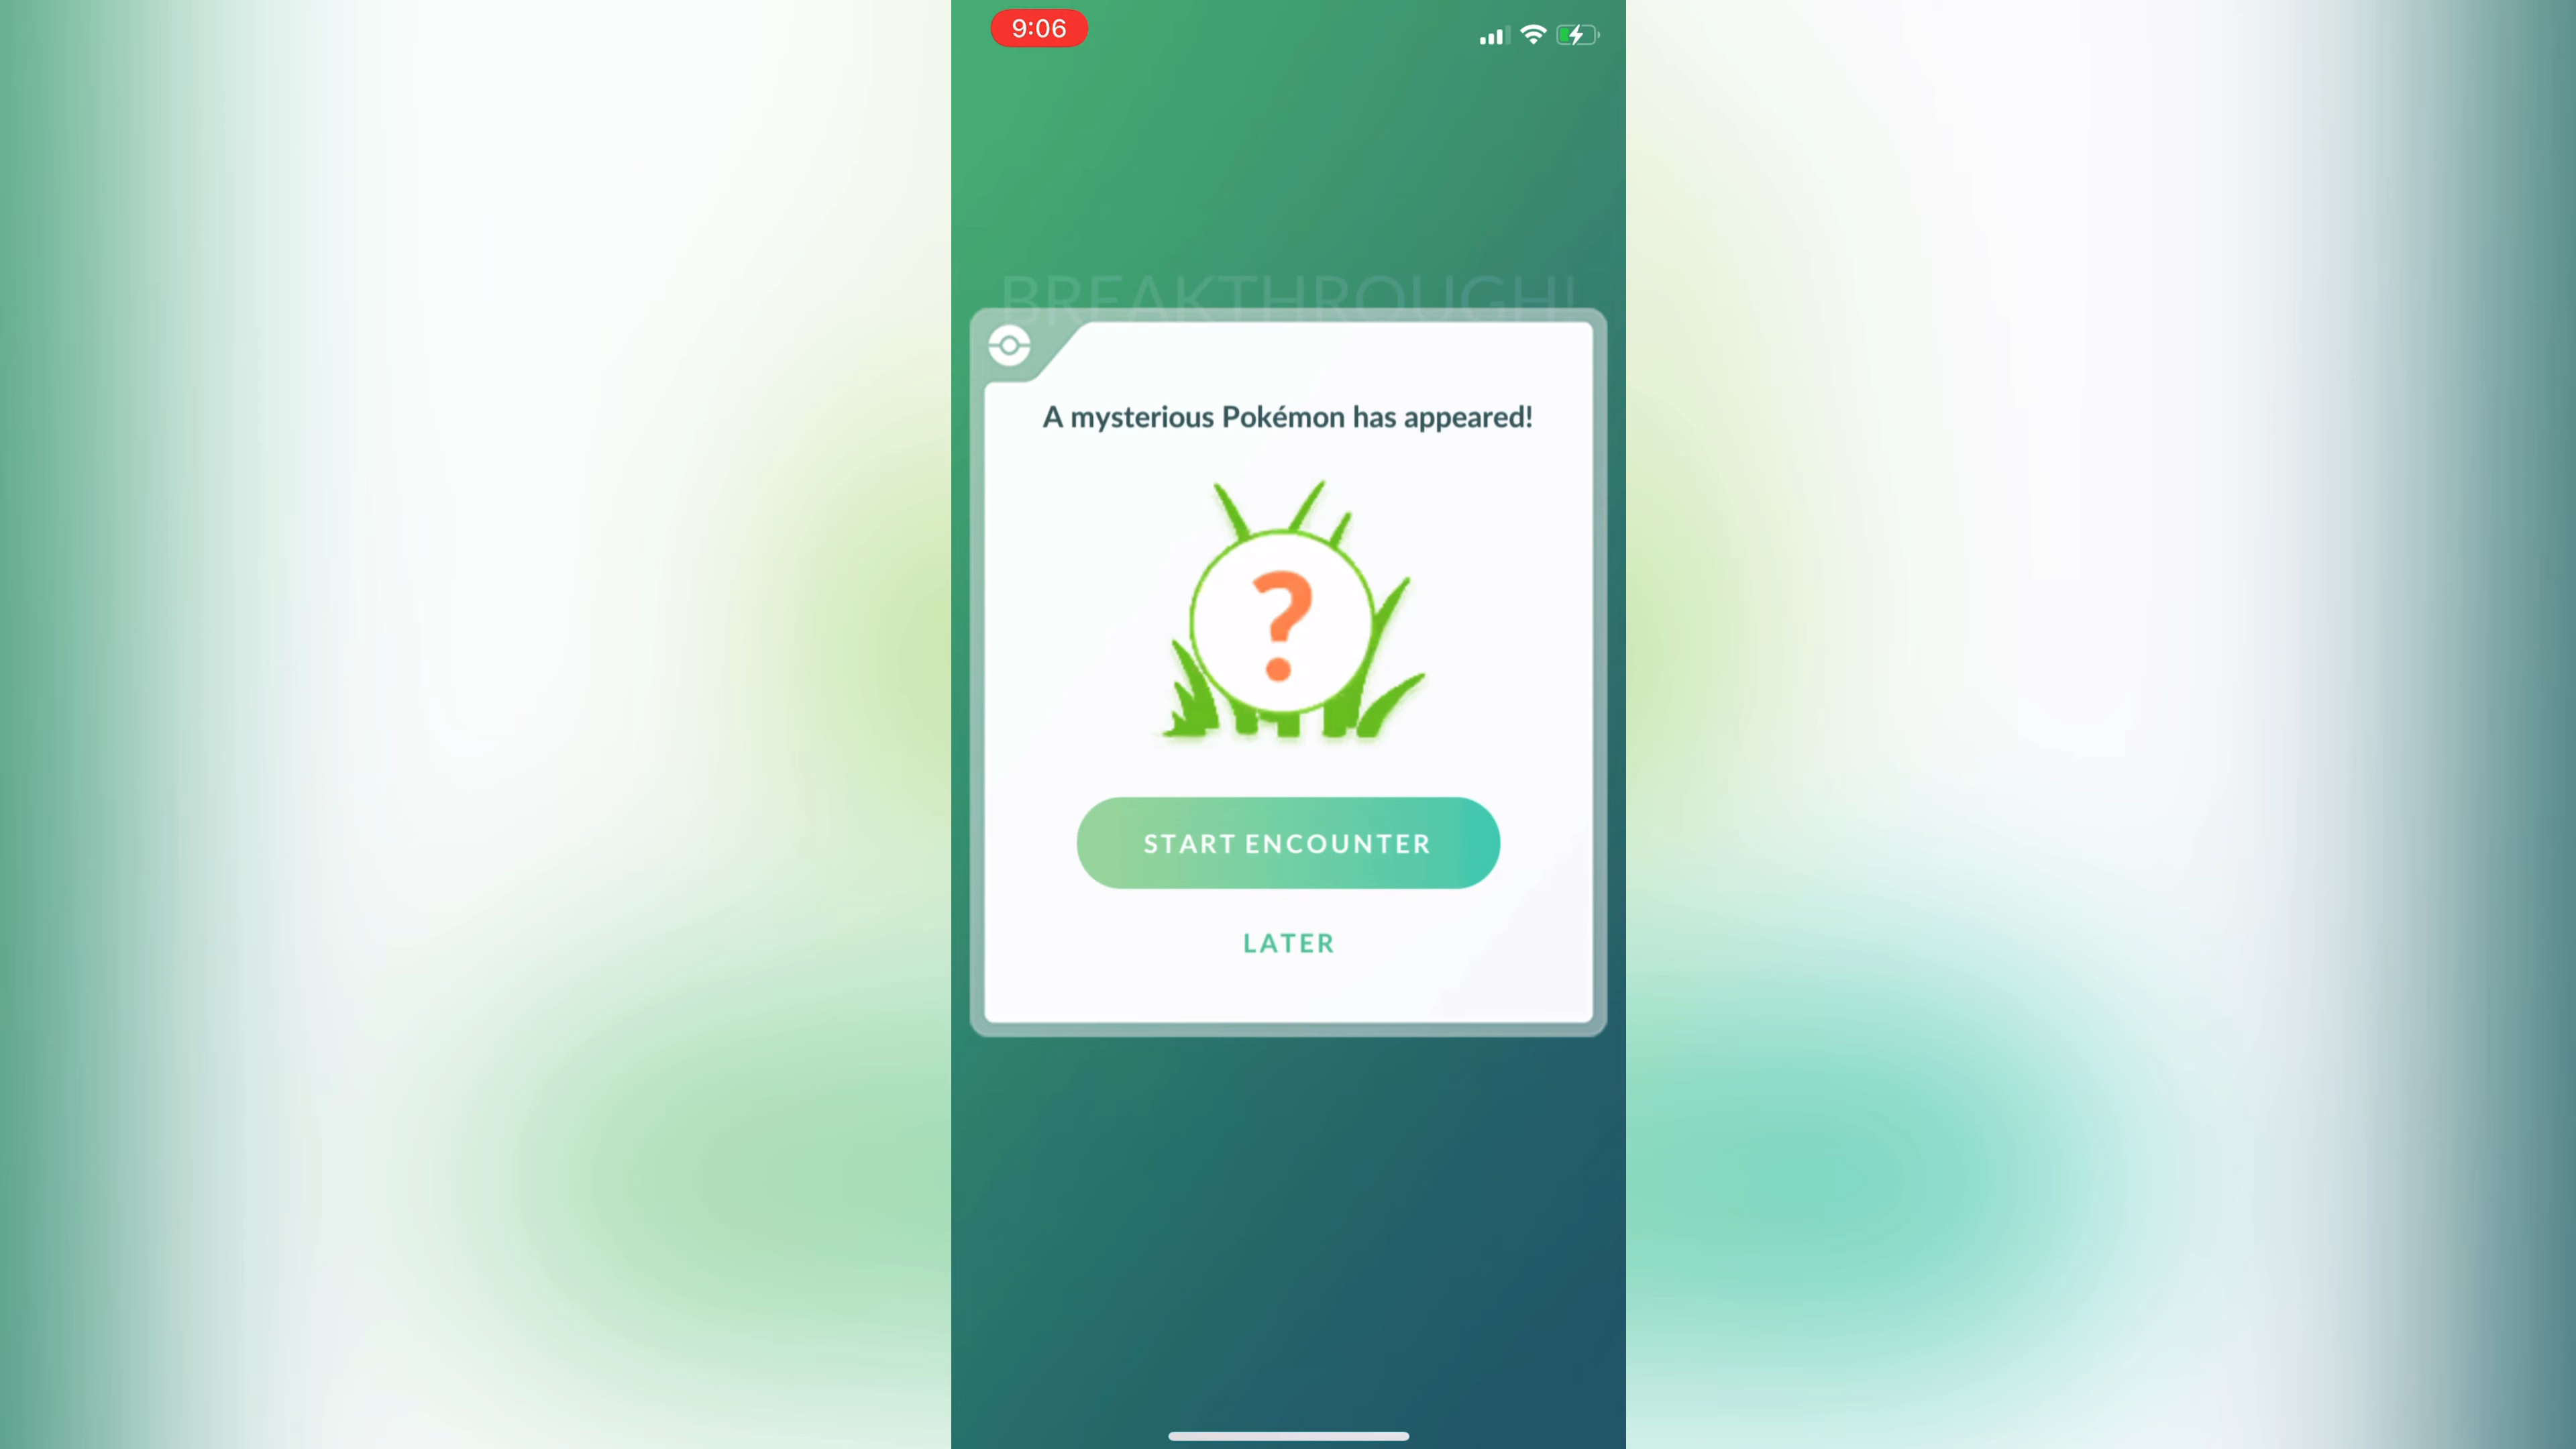 9:06
BREAKTHROUGH!
A mysterious Pokémon has appeared!
?
START ENCOUNTER
LATER